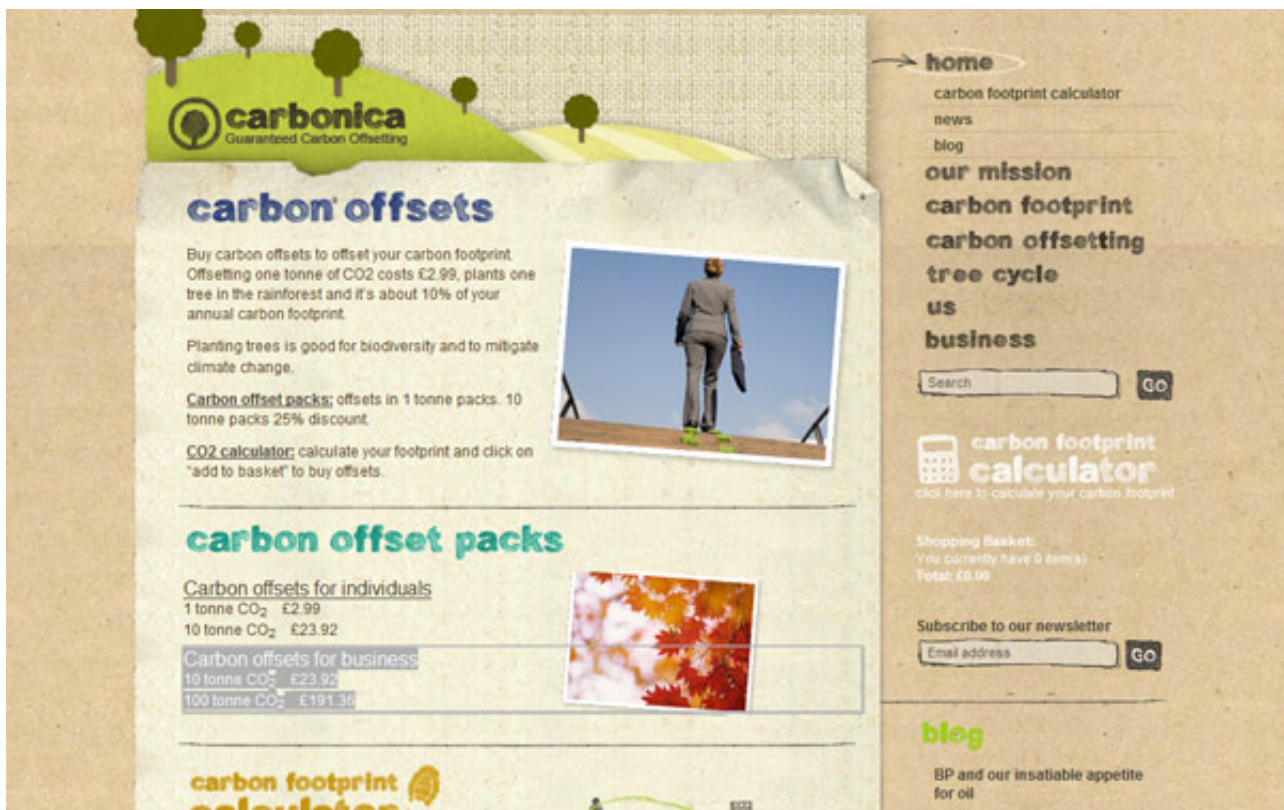 carbonica
Guaranteed Carbon Offsetting
carbon offsets
Buy carbon offsets to offset your carbon footprint.
Offsetting one tonne of CO2 costs £2.99, plants one
tree in the rainforest and it's about 10% of your
annual carbon footprint.
Planting trees is good for biodiversity and to mitigate
climate change.
Carbon offset packs: offsets in 1 tonne packs. 10
tonne packs 25% discount.
CO2 calculator: calculate your footprint and click on
"add to basket" to buy offsets.
carbon offset packs
Carbon offsets for individuals
1 tonne CO₂ £2.99
10 tonne CO₂ £23.92
Carbon offsets for business
10 tonne CO₂ £23.92
100 tonne CO₂ £191.36
carbon footprint
calculator
home
carbon footprint calculator
news
blog
our mission
carbon footprint
carbon offsetting
tree cycle
us
business
Search
GO
carbon footprint
calculator
click here to calculate your carbon footprint
Shopping Basket:
You currently have 0 item(s)
Total: £0.00
Subscribe to our newsletter
Email address
GO
blog
BP and our insatiable appetite
for oil